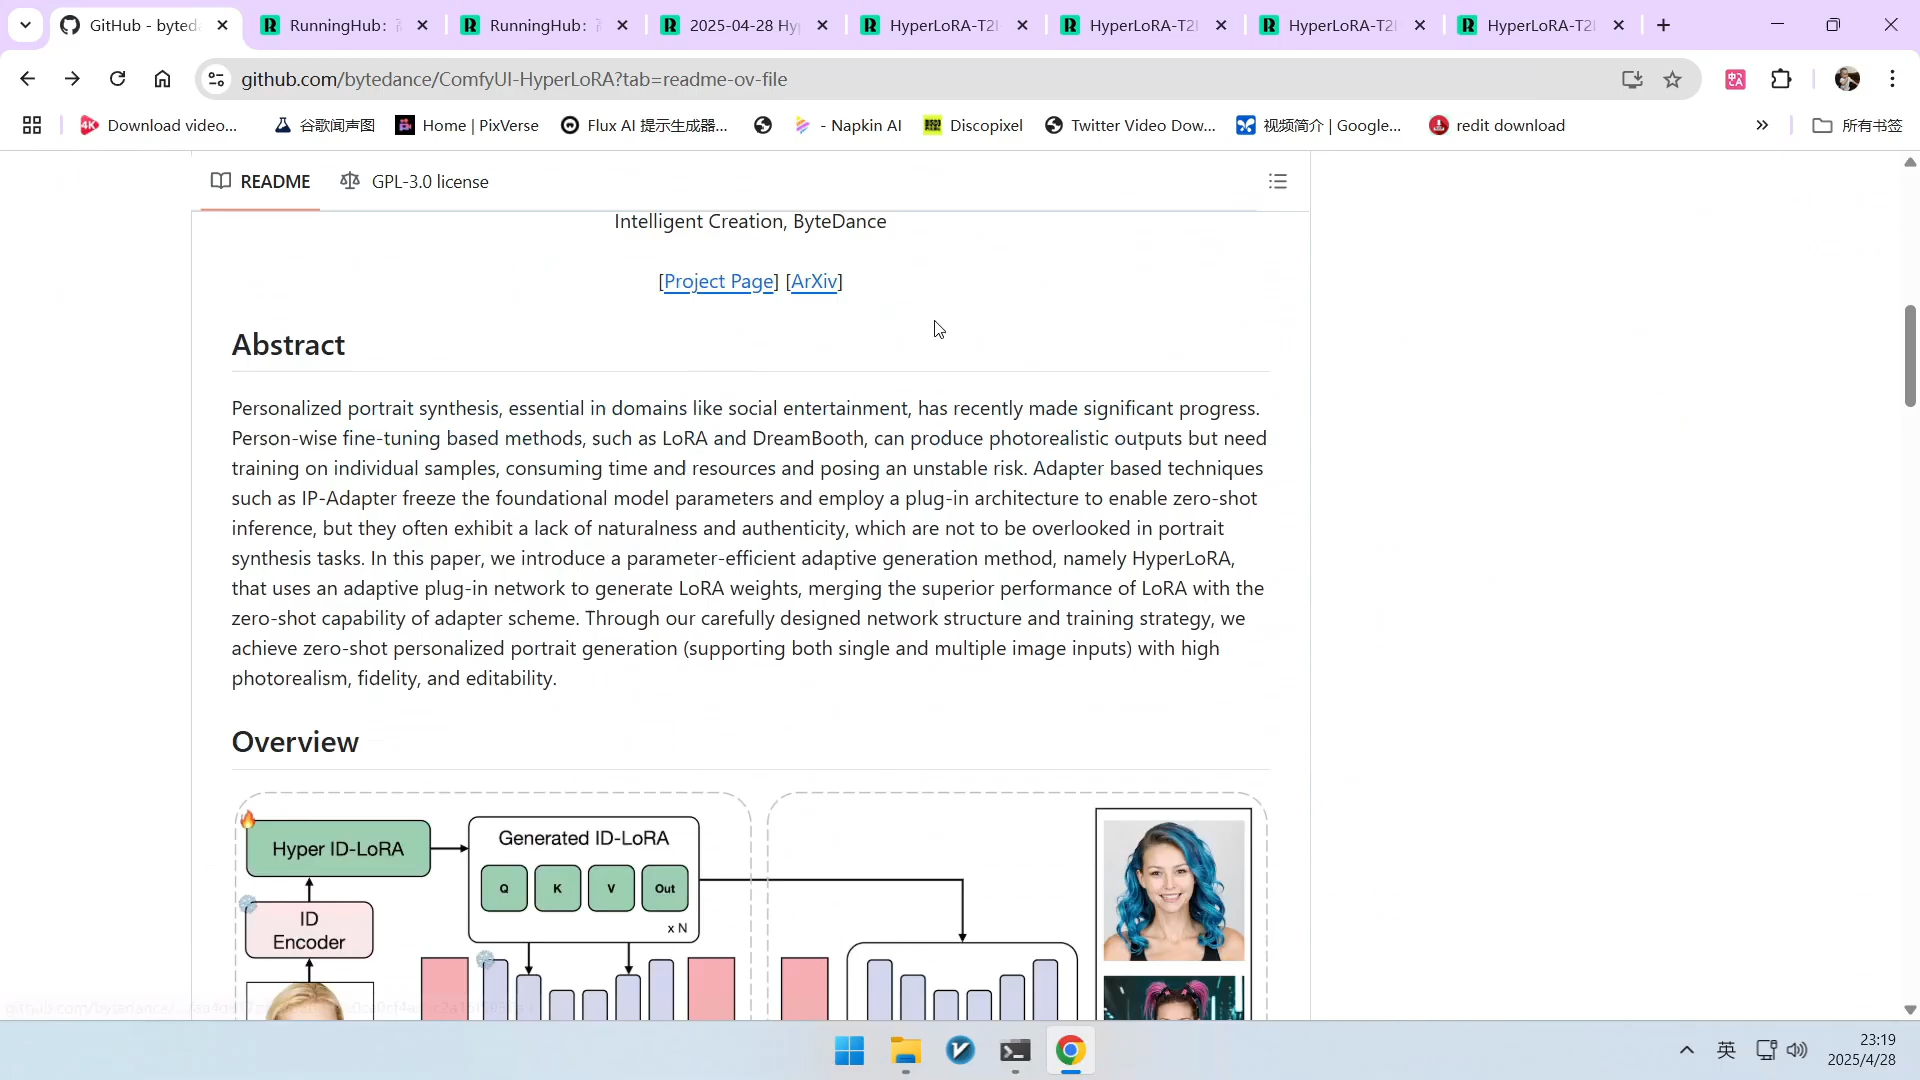 GitHub - byteda
RunningHub: 高
RunningHub: 高
2025-04-28 Hy
HyperLoRA-T2I
HyperLoRA-T2I
HyperLoRA-T2I
HyperLoRA-T2I
github.com/bytedance/ComfyUI-HyperLoRA?tab=readme-ov-file
Download video...
谷歌闻声图
Home | PixVerse
Flux AI 提示生成器...
- Napkin AI
Discopixel
Twitter Video Dow...
视频简介 | Google...
redit download
所有书签
README
GPL-3.0 license
Intelligent Creation, ByteDance
[Project Page] [ArXiv]
Abstract
Personalized portrait synthesis, essential in domains like social entertainment, has recently made significant progress.
Person-wise fine-tuning based methods, such as LoRA and DreamBooth, can produce photorealistic outputs but need
training on individual samples, consuming time and resources and posing an unstable risk. Adapter based techniques
such as IP-Adapter freeze the foundational model parameters and employ a plug-in architecture to enable zero-shot
inference, but they often exhibit a lack of naturalness and authenticity, which are not to be overlooked in portrait
synthesis tasks. In this paper, we introduce a parameter-efficient adaptive generation method, namely HyperLoRA,
that uses an adaptive plug-in network to generate LoRA weights, merging the superior performance of LoRA with the
zero-shot capability of adapter scheme. Through our carefully designed network structure and training strategy, we
achieve zero-shot personalized portrait generation (supporting both single and multiple image inputs) with high
photorealism, fidelity, and editability.
Overview
Hyper ID-LoRA
Generated ID-LoRA
Q
K
V
Out
x N
ID
Encoder
英
23:19
2025/4/28